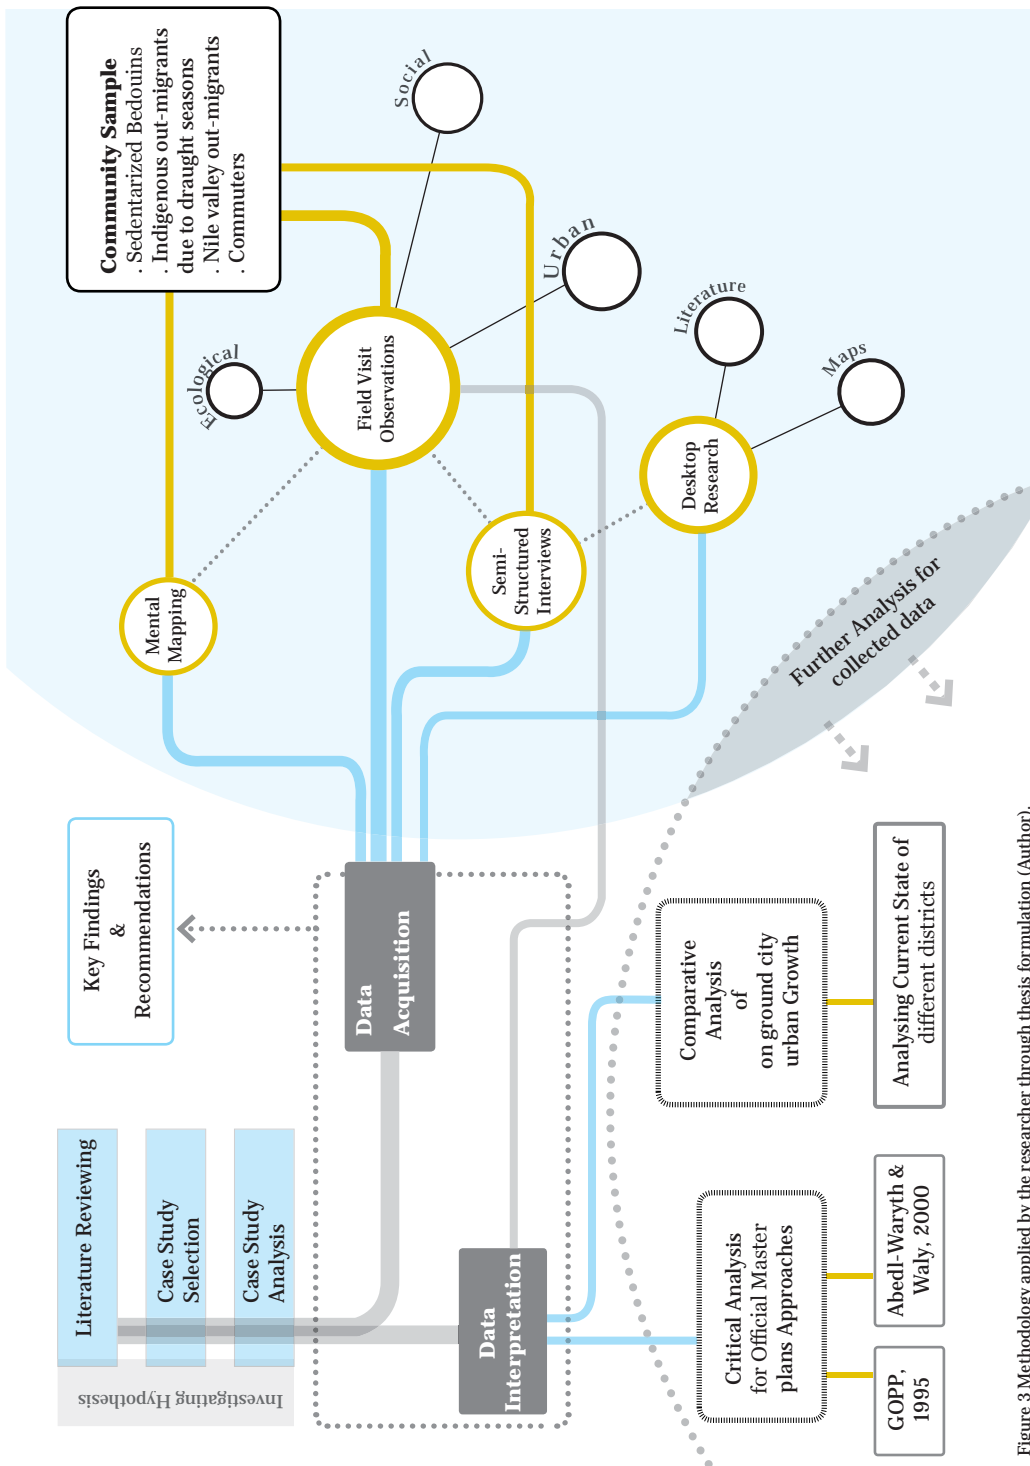 Literature Reviewing
Case Study
Selection
Case Study
Analysis
Investigating Hypothesis
Key Findings
&
Recommendations
Data
Acquisition
Data
Interpretation
Community Sample
. Sedentarized Bedouins
. Indigenous out-migrants
due to draught seasons
. Nile valley out-migrants
. Commuters
Mental
Mapping
Field Visit
Observations
Ecological
Social
Urban
Semi-
Structured
Interviews
Desktop
Research
Literature
Maps
Further Analysis for
collected data
Critical Analysis
for Official Master
plans Approaches
GOPP,
1995
Abedl-Waryth &
Waly, 2000
Comparative
Analysis
of
on ground city
urban Growth
Analysing Current State of
different districts
Figure 3 Methodology applied by the researcher through thesis formulation (Author).